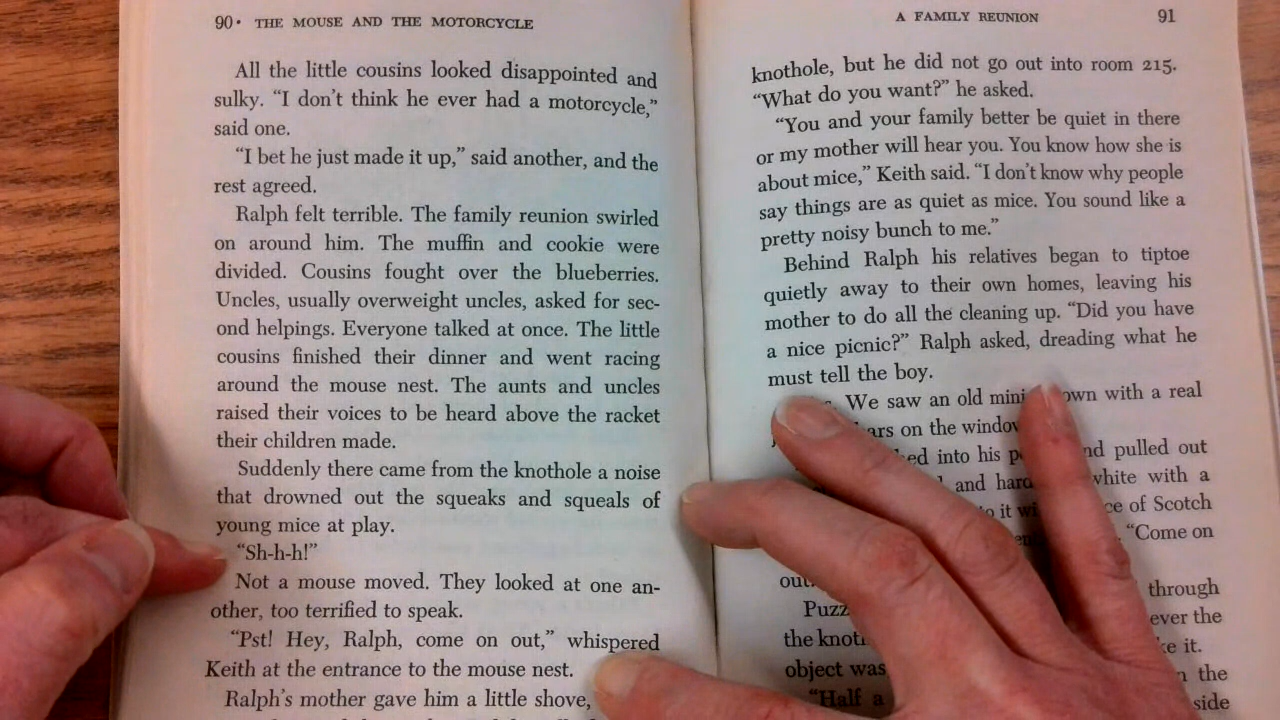 90• THE MOUSE AND THE MOTORCYCLE
All the little cousins looked disappointed and
sulky. “I don’t think he ever had a motorcycle,”
said one.
“I bet he just made it up,” said another, and the
rest agreed.
Ralph felt terrible. The family reunion swirled
on around him. The muffin and cookie were
divided. Cousins fought over the blueberries.
Uncles, usually overweight uncles, asked for sec-
ond helpings. Everyone talked at once. The little
cousins finished their dinner and went racing
around the mouse nest. The aunts and uncles
raised their voices to be heard above the racket
their children made.
Suddenly there came from the knothole a noise
that drowned out the squeaks and squeals of
young mice at play.
“Sh-h-h!”
Not a mouse moved. They looked at one an-
other, too terrified to speak.
“Pst! Hey, Ralph, come on out,” whispered
Keith at the entrance to the mouse nest.
Ralph’s mother gave him a little shove,
A FAMILY REUNION 91
knothole, but he did not go out into room 215.
“What do you want?” he asked.
“You and your family better be quiet in there
or my mother will hear you. You know how she is
about mice,” Keith said. “I don’t know why people
say things are as quiet as mice. You sound like a
pretty noisy bunch to me.”
Behind Ralph his relatives began to tiptoe
quietly away to their own homes, leaving his
mother to do all the cleaning up. “Did you have
a nice picnic?” Ralph asked, dreading what he
must tell the boy.
We saw an old with a real
on the
into his pulled out
and white with a
it of Scotch
“Come on
out.
through
the ever the
it.
object was the
“Half a side